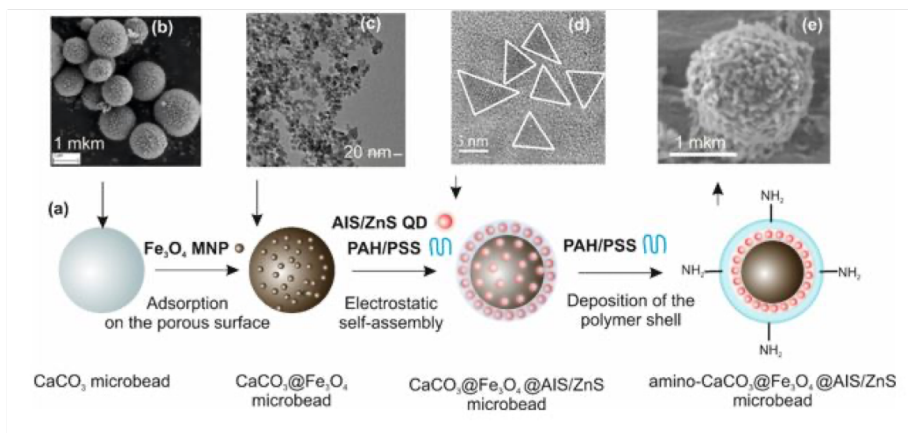 (b)
(c)
(d)
(e)
1 mkm
20 nm
5 nm
1 mkm
(a)
Fe₃O₄ MNP
Adsorption
on the porous surface
AIS/ZnS QD
PAH/PSS
Electrostatic
self-assembly
PAH/PSS
Deposition of the
polymer shell
NH₂
NH₂
NH₂
NH₂
CaCO₃ microbead
CaCO₃@Fe₃O₄
microbead
CaCO₃@Fe₃O₄@AIS/ZnS
microbead
amino-CaCO₃@Fe₃O₄@AIS/ZnS
microbead